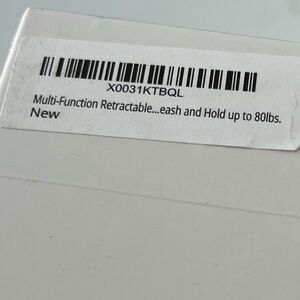 X0031KTBQL
Multi-Function Retractable...eash and Hold up to 80lbs.
New